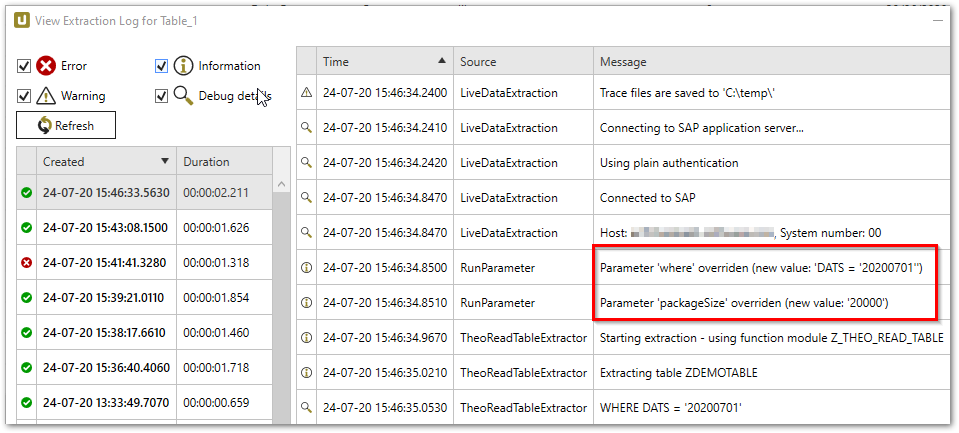 View Extraction Log for Table_1
Error
Information
Warning
Debug details
Refresh
Created Duration
24-07-20 15:46:33.5630 00:00:02.211
24-07-20 15:43:08.1500 00:00:01.626
24-07-20 15:41:41.3280 00:00:01.318
24-07-20 15:39:21.0110 00:00:01.854
24-07-20 15:38:17.6610 00:00:01.460
24-07-20 15:36:40.4060 00:00:01.718
24-07-20 13:33:49.7070 00:00:00.659
Time Source Message
24-07-20 15:46:34.2400 LiveDataExtraction Trace files are saved to 'C:\temp\'
24-07-20 15:46:34.2410 LiveDataExtraction Connecting to SAP application server...
24-07-20 15:46:34.2420 LiveDataExtraction Using plain authentication
24-07-20 15:46:34.8470 LiveDataExtraction Connected to SAP
24-07-20 15:46:34.8470 LiveDataExtraction Host: , System number: 00
24-07-20 15:46:34.8500 RunParameter Parameter 'where' overriden (new value: 'DATS = '20200701'')
24-07-20 15:46:34.8510 RunParameter Parameter 'packageSize' overriden (new value: '20000')
24-07-20 15:46:34.9670 TheoReadTableExtractor Starting extraction - using function module Z_THEO_READ_TABLE
24-07-20 15:46:35.0210 TheoReadTableExtractor Extracting table ZDEMOTABLE
24-07-20 15:46:35.0530 TheoReadTableExtractor WHERE DATS = '20200701'